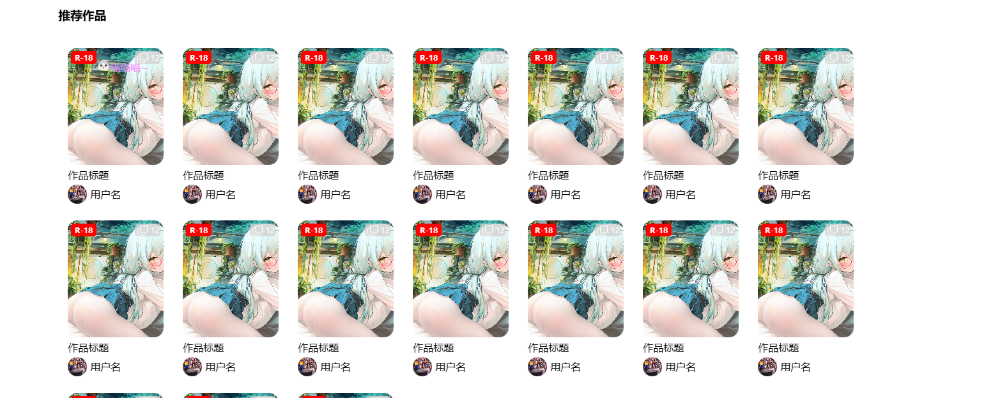 推荐作品
R-18 12 R-18 12 R-18 12 R-18 12 R-18 12 R-18 12 R-18 12
喵喵喵~
作品标题 作品标题 作品标题 作品标题 作品标题 作品标题 作品标题
用户名 用户名 用户名 用户名 用户名 用户名 用户名
R-18 12 R-18 12 R-18 12 R-18 12 R-18 12 R-18 12 R-18 12
作品标题 作品标题 作品标题 作品标题 作品标题 作品标题 作品标题
用户名 用户名 用户名 用户名 用户名 用户名 用户名